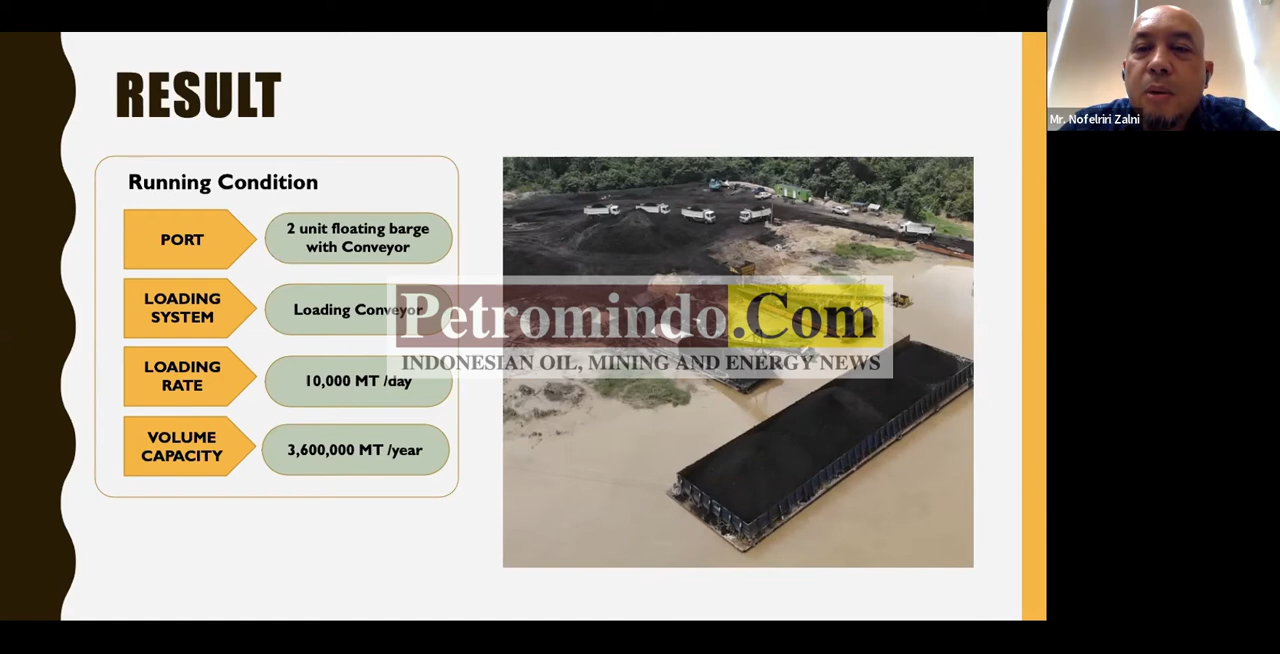 RESULT
Running Condition
PORT
2 unit floating barge
with Conveyor
LOADING
SYSTEM
Loading Conveyor
LOADING
RATE
10,000 MT /day
VOLUME
CAPACITY
3,600,000 MT /year
Petromindo.Com
INDONESIAN OIL, MINING AND ENERGY NEWS
Mr. Nofelriri Zalni